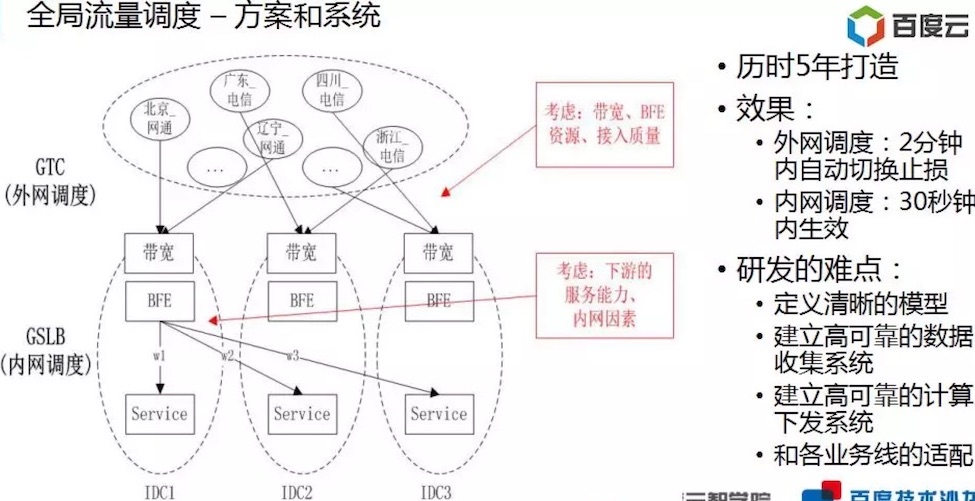 全局流量调度 – 方案和系统
百度云
北京_
网通
广东_
电信
四川_
电信
辽宁_
网通
浙江_
电信
...
...
GTC
(外网调度)
考虑：带宽、BFE
资源、接入质量
带宽
带宽
带宽
BFE
BFE
BFE
考虑：下游的
服务能力、
内网因素
GSLB
(内网调度)
w1
w2
w3
Service
Service
Service
IDC1
IDC2
IDC3
• 历时5年打造
• 效果：
• 外网调度：2分钟
内自动切换止损
• 内网调度：30秒钟
内生效
• 研发的难点：
• 定义清晰的模型
• 建立高可靠的数据
收集系统
• 建立高可靠的计算
下发系统
• 和各业务线的适配
云智学院
百度技术沙龙